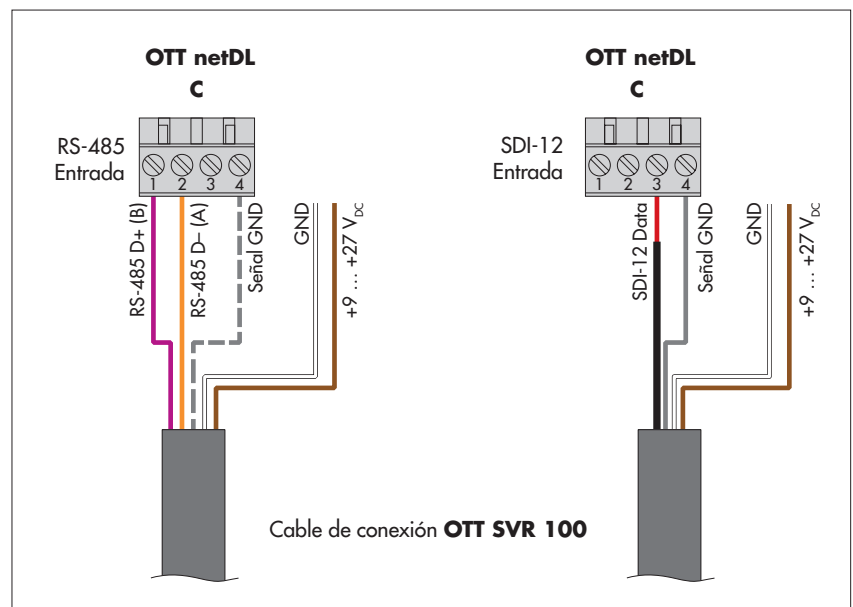 OTT netDL
C
RS-485
Entrada
1 2 3 4
RS-485 D+ (B)
RS-485 D– (A)
Señal GND
GND
+9 … +27 VDC
OTT netDL
C
SDI-12
Entrada
1 2 3 4
SDI-12 Data
Señal GND
GND
+9 … +27 VDC
Cable de conexión OTT SVR 100